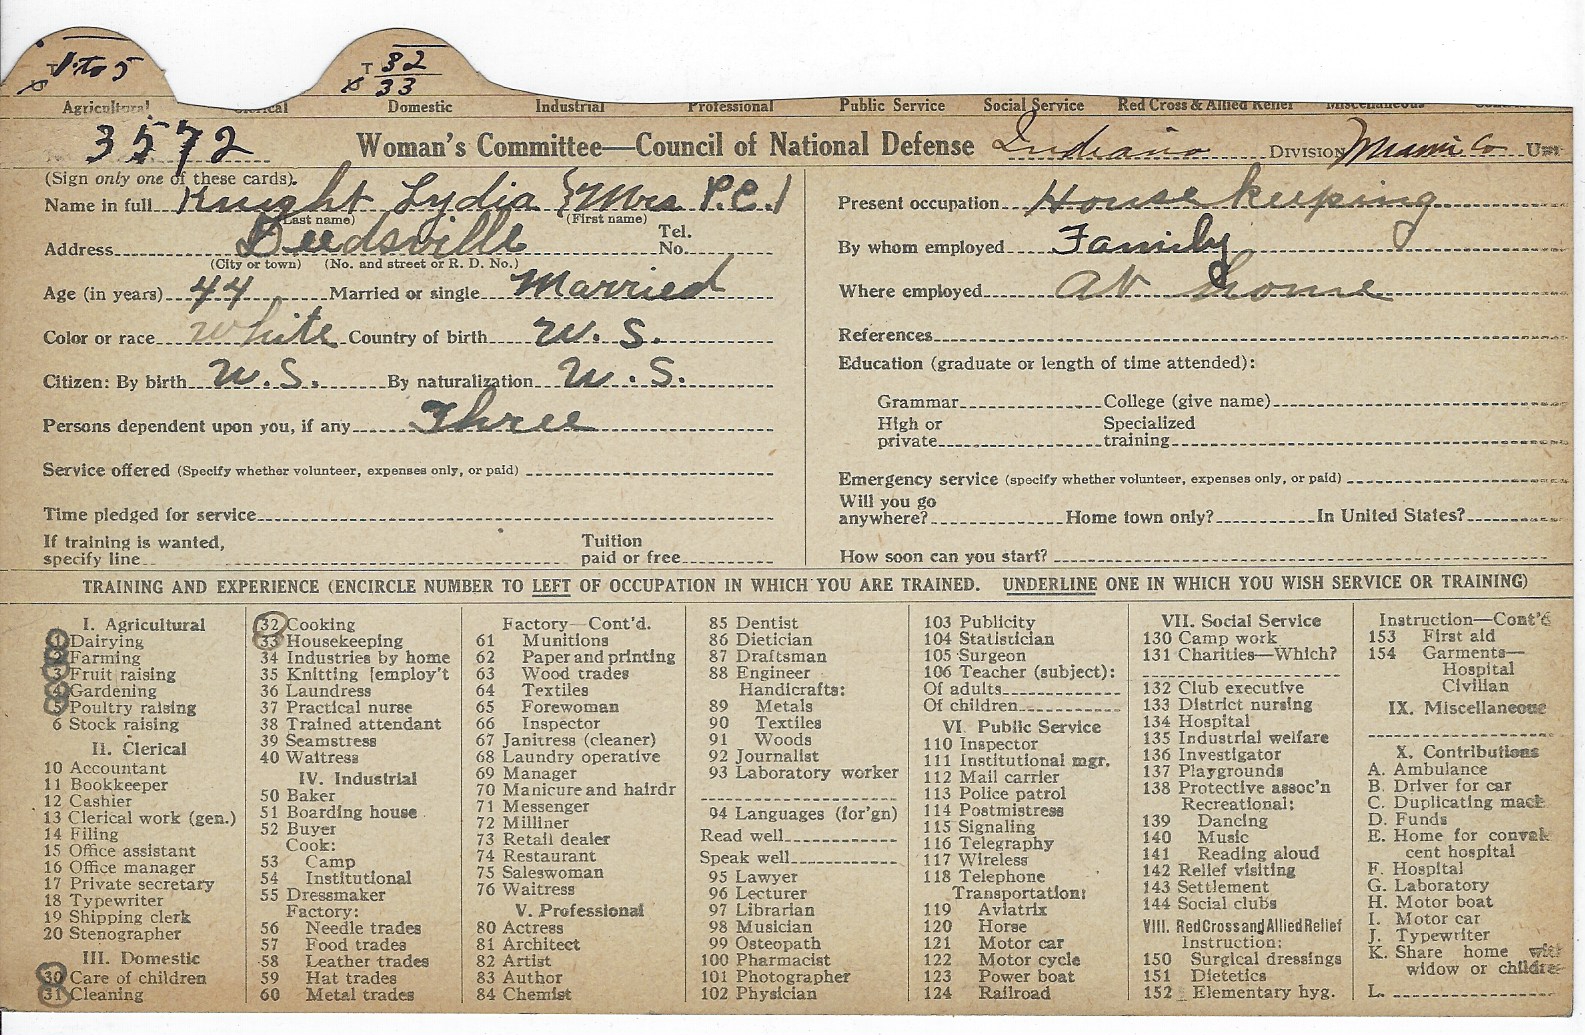 T 1 to 5
T 32
33
Agricultural Clerical Domestic Industrial Professional Public Service Social Service Red Cross & Allied Relief Miscellaneous
3572 Woman's Committee—Council of National Defense Indiana DIVISION Miami Co
(Sign only one of these cards).
Name in full Knight Lydia (Mrs P.C.)
(Last name) (First name)
Address Deedsville Tel. No.
(City or town) (No. and street or R. D. No.)
Age (in years) 44 Married or single Married
Color or race White Country of birth U. S.
Citizen: By birth U.S. By naturalization U.S.
Persons dependent upon you, if any Three
Service offered (Specify whether volunteer, expenses only, or paid)
Time pledged for service
If training is wanted, specify line Tuition paid or free
Present occupation House keeping
By whom employed Family
Where employed at home
References
Education (graduate or length of time attended):
Grammar College (give name)
High or private Specialized training
Emergency service (specify whether volunteer, expenses only, or paid)
Will you go anywhere? Home town only? In United States?
How soon can you start?
TRAINING AND EXPERIENCE (ENCIRCLE NUMBER TO LEFT OF OCCUPATION IN WHICH YOU ARE TRAINED. UNDERLINE ONE IN WHICH YOU WISH SERVICE OR TRAINING)
I. Agricultural
1 Dairying
2 Farming
3 Fruit raising
4 Gardening
5 Poultry raising
6 Stock raising
II. Clerical
10 Accountant
11 Bookkeeper
12 Cashier
13 Clerical work (gen.)
14 Filing
15 Office assistant
16 Office manager
17 Private secretary
18 Typewriter
19 Shipping clerk
20 Stenographer
III. Domestic
30 Care of children
31 Cleaning
32 Cooking
33 Housekeeping
34 Industries by home
35 Knitting [employ't
36 Laundress
37 Practical nurse
38 Trained attendant
39 Seamstress
40 Waitress
IV. Industrial
50 Baker
51 Boarding house
52 Buyer
Cook:
53 Camp
54 Institutional
55 Dressmaker
Factory:
56 Needle trades
57 Food trades
58 Leather trades
59 Hat trades
60 Metal trades
Factory—Cont'd.
61 Munitions
62 Paper and printing
63 Wood trades
64 Textiles
65 Forewoman
66 Inspector
67 Janitress (cleaner)
68 Laundry operative
69 Manager
70 Manicure and hairdr
71 Messenger
72 Milliner
73 Retail dealer
74 Restaurant
75 Saleswoman
76 Waitress
V. Professional
80 Actress
81 Architect
82 Artist
83 Author
84 Chemist
85 Dentist
86 Dietician
87 Draftsman
88 Engineer
Handicrafts:
89 Metals
90 Textiles
91 Woods
92 Journalist
93 Laboratory worker
94 Languages (for'gn)
Read well
Speak well
95 Lawyer
96 Lecturer
97 Librarian
98 Musician
99 Osteopath
100 Pharmacist
101 Photographer
102 Physician
103 Publicity
104 Statistician
105 Surgeon
106 Teacher (subject):
Of adults
Of children
VI. Public Service
110 Inspector
111 Institutional mgr.
112 Mail carrier
113 Police patrol
114 Postmistress
115 Signaling
116 Telegraphy
117 Wireless
118 Telephone
Transportation:
119 Aviatrix
120 Horse
121 Motor car
122 Motor cycle
123 Power boat
124 Railroad
VII. Social Service
130 Camp work
131 Charities—Which?
132 Club executive
133 District nursing
134 Hospital
135 Industrial welfare
136 Investigator
137 Playgrounds
138 Protective assoc'n
Recreational:
139 Dancing
140 Music
141 Reading aloud
142 Relief visiting
143 Settlement
144 Social clubs
VIII. Red Cross and Allied Relief
Instruction:
150 Surgical dressings
151 Dietetics
152 Elementary hyg.
Instruction—Cont'd
153 First aid
154 Garments—
Hospital
Civilian
IX. Miscellaneous
X. Contributions
A. Ambulance
B. Driver for car
C. Duplicating mach
D. Funds
E. Home for conval-
cent hospital
F. Hospital
G. Laboratory
H. Motor boat
I. Motor car
J. Typewriter
K. Share home with
widow or children
L.